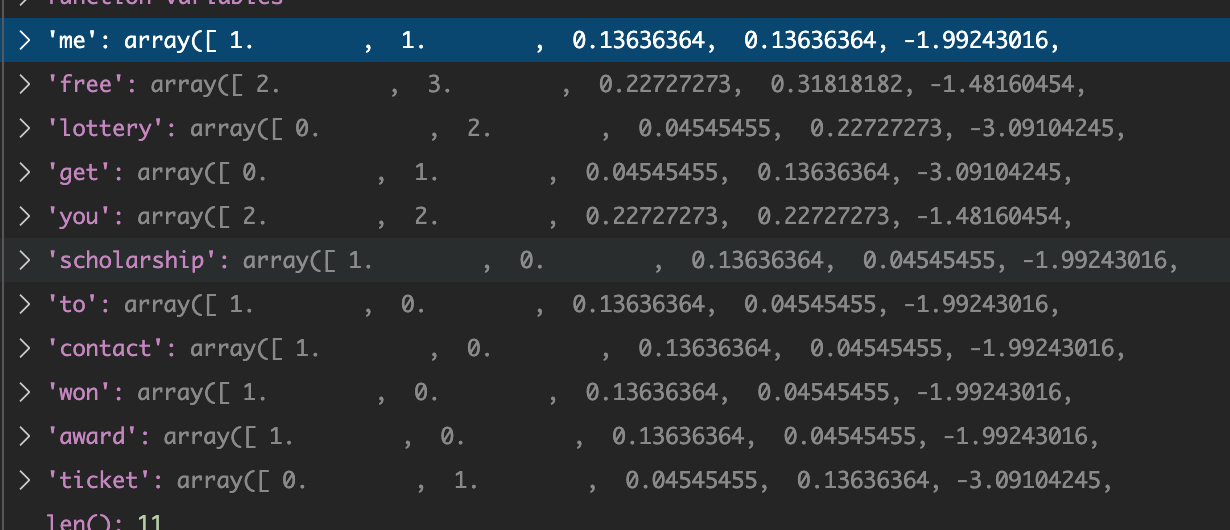 function variables
> 'me': array([ 1.        ,  1.        ,  0.13636364,  0.13636364, -1.99243016,
> 'free': array([ 2.        ,  3.        ,  0.22727273,  0.31818182, -1.48160454,
> 'lottery': array([ 0.        ,  2.        ,  0.04545455,  0.22727273, -3.09104245,
> 'get': array([ 0.        ,  1.        ,  0.04545455,  0.13636364, -3.09104245,
> 'you': array([ 2.        ,  2.        ,  0.22727273,  0.22727273, -1.48160454,
> 'scholarship': array([ 1.        ,  0.        ,  0.13636364,  0.04545455, -1.99243016,
> 'to': array([ 1.        ,  0.        ,  0.13636364,  0.04545455, -1.99243016,
> 'contact': array([ 1.        ,  0.        ,  0.13636364,  0.04545455, -1.99243016,
> 'won': array([ 1.        ,  0.        ,  0.13636364,  0.04545455, -1.99243016,
> 'award': array([ 1.        ,  0.        ,  0.13636364,  0.04545455, -1.99243016,
> 'ticket': array([ 0.        ,  1.        ,  0.04545455,  0.13636364, -3.09104245,
len(): 11